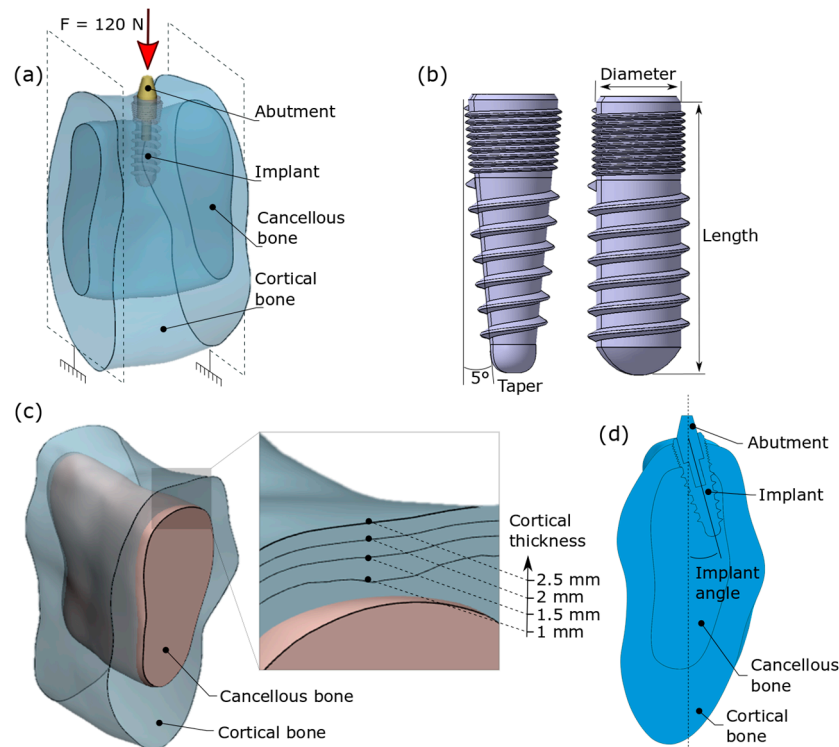 F = 120 N
(a)
Abutment
Implant
Cancellous
bone
Cortical
bone
(b)
Diameter
Length
5°
Taper
(c)
Cortical
thickness
2.5 mm
2 mm
1.5 mm
1 mm
Cancellous bone
Cortical bone
(d)
Abutment
Implant
Implant
angle
Cancellous
bone
Cortical
bone